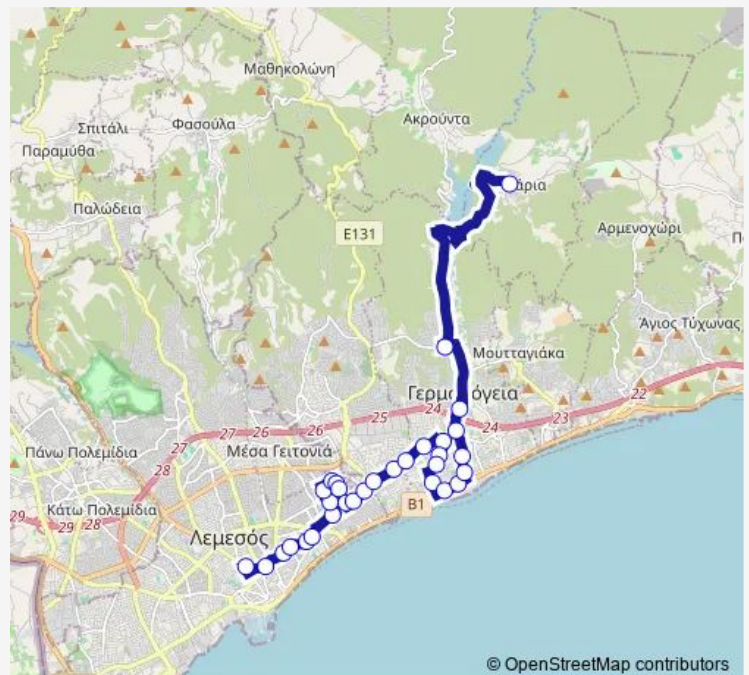 Μαθηκολώνη
Ακρούντα
Σπιτάλι
Φασούλα
Παραμύθα
Παλώδεια
E131
Αρμενοχώρι
Άγιος Τύχωνας
Μουτταγιάκα
22
24
23
25
24
26
26
27
27
28
Πάνω Πολεμίδια
Μέσα Γειτονιά
B1
29
29
28
Κάτω Πολεμίδια
Λεμεσός
© OpenStreetMap contributors